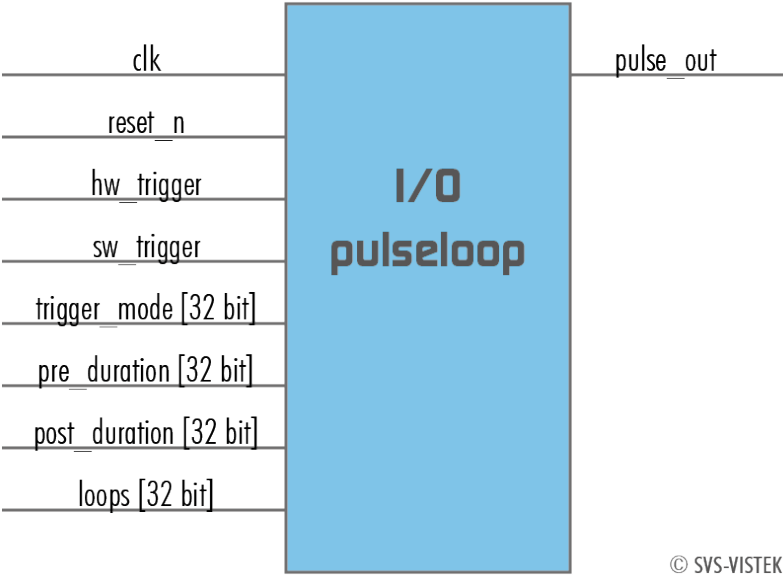 clk
pulse_out
reset_n
hw_trigger
sw_trigger
trigger_mode [32 bit]
pre_duration [32 bit]
post_duration [32 bit]
loops [32 bit]
I/O
pulseloop
© SVS-VISTEK